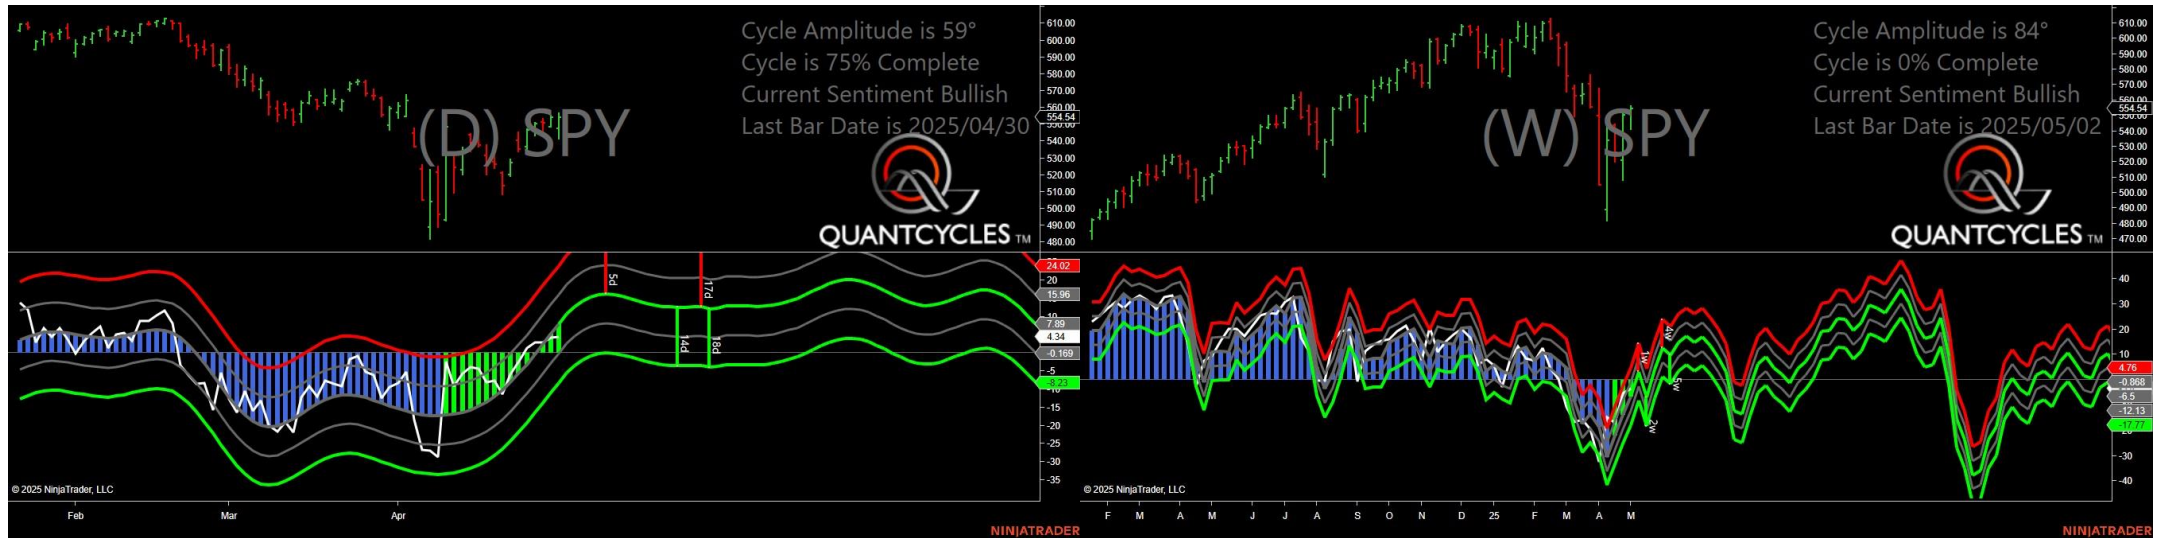 Cycle Amplitude is 59°
Cycle is 75% Complete
Current Sentiment Bullish
Last Bar Date is 2025/04/30
(D) SPY
QUANTCYCLES TM
610.00
600.00
590.00
580.00
570.00
560.00
554.54
550.00
540.00
530.00
520.00
510.00
500.00
490.00
480.00
24.02
20
15.96
10
7.89
4.34
-0.169
-5
-8.23
-15
-20
-25
-30
-35
5d
17d
14d
18d
© 2025 NinjaTrader, LLC
Feb Mar Apr
NINJATRADER
Cycle Amplitude is 84°
Cycle is 0% Complete
Current Sentiment Bullish
Last Bar Date is 2025/05/02
(W) SPY
QUANTCYCLES TM
610.00
600.00
590.00
580.00
570.00
560.00
554.54
550.00
540.00
530.00
520.00
510.00
500.00
490.00
480.00
470.00
40
30
20
10
4.76
-0.868
-6.5
-12.13
-17.77
-30
-40
1w
4w
5w
2w
© 2025 NinjaTrader, LLC
F M A M J J A S O N D 25 F M A M
NINJATRADER